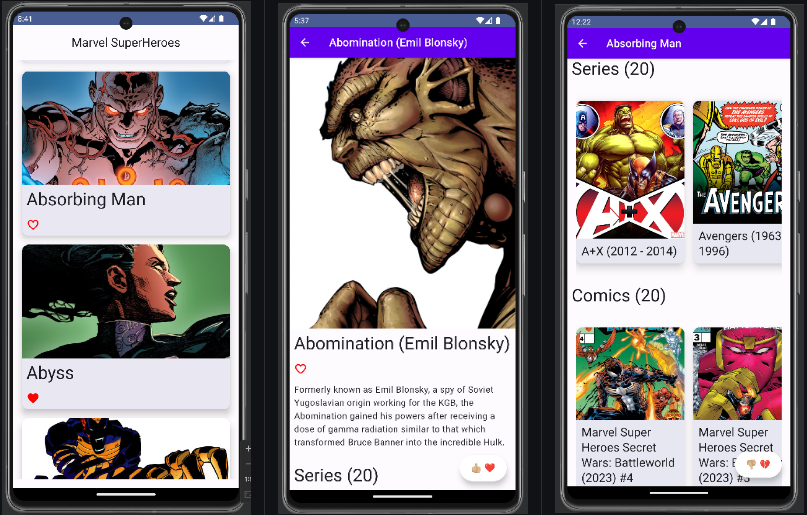 8:41
Marvel SuperHeroes
Absorbing Man
Abyss
5:37
Abomination (Emil Blonsky)
Abomination (Emil Blonsky)
Formerly known as Emil Blonsky, a spy of Soviet
Yugoslavian origin working for the KGB, the
Abomination gained his powers after receiving a
dose of gamma radiation similar to that which
transformed Bruce Banner into the incredible Hulk.
Series (20)
12:22
Absorbing Man
Series (20)
A+X
THE AVENGER
A+X (2012 - 2014)
Avengers (1963
1996)
Comics (20)
4
3
Marvel Super
Heroes Secret
Wars: Battleworld
(2023) #4
Marvel Super
Heroes Secret
Wars: B
(2023) #3